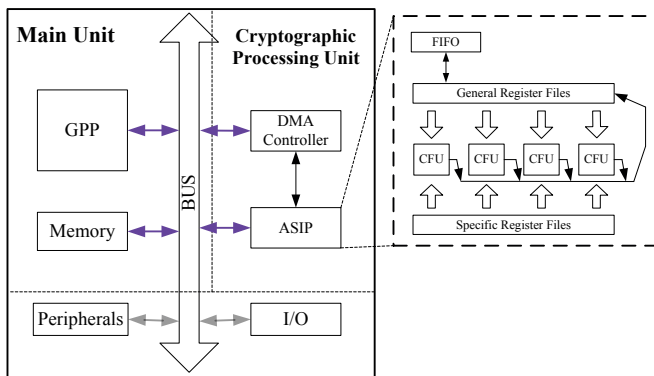 Main Unit
Cryptographic
Processing Unit
GPP
DMA
Controller
BUS
Memory
ASIP
Peripherals
I/O
FIFO
General Register Files
CFU
CFU
CFU
CFU
Specific Register Files